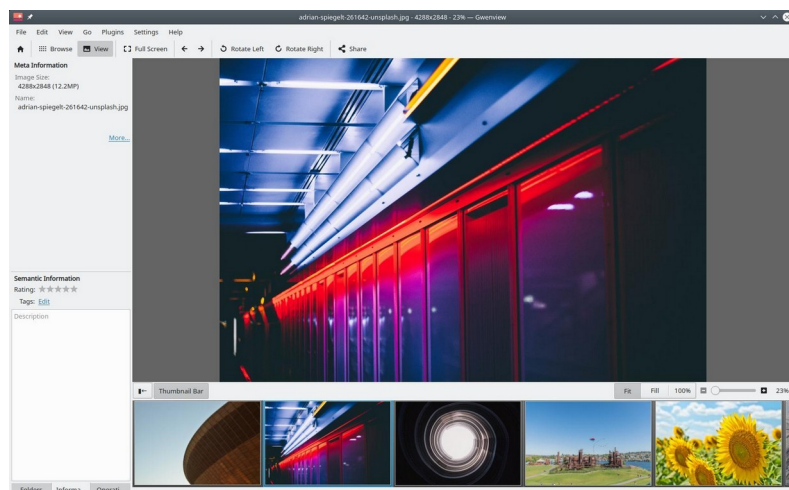 adrian-spiegelt-261642-unsplash.jpg - 4288x2848 - 23% — Gwenview
File Edit View Go Plugins Settings Help
Browse View Full Screen Rotate Left Rotate Right Share
Meta Information
Image Size:
4288x2848 (12.2MP)
Name:
adrian-spiegelt-261642-unsplash.jpg
More...
Semantic Information
Rating:
Tags: Edit
Description
Thumbnail Bar Fit Fill 100% 23%
Folders Informa Operati